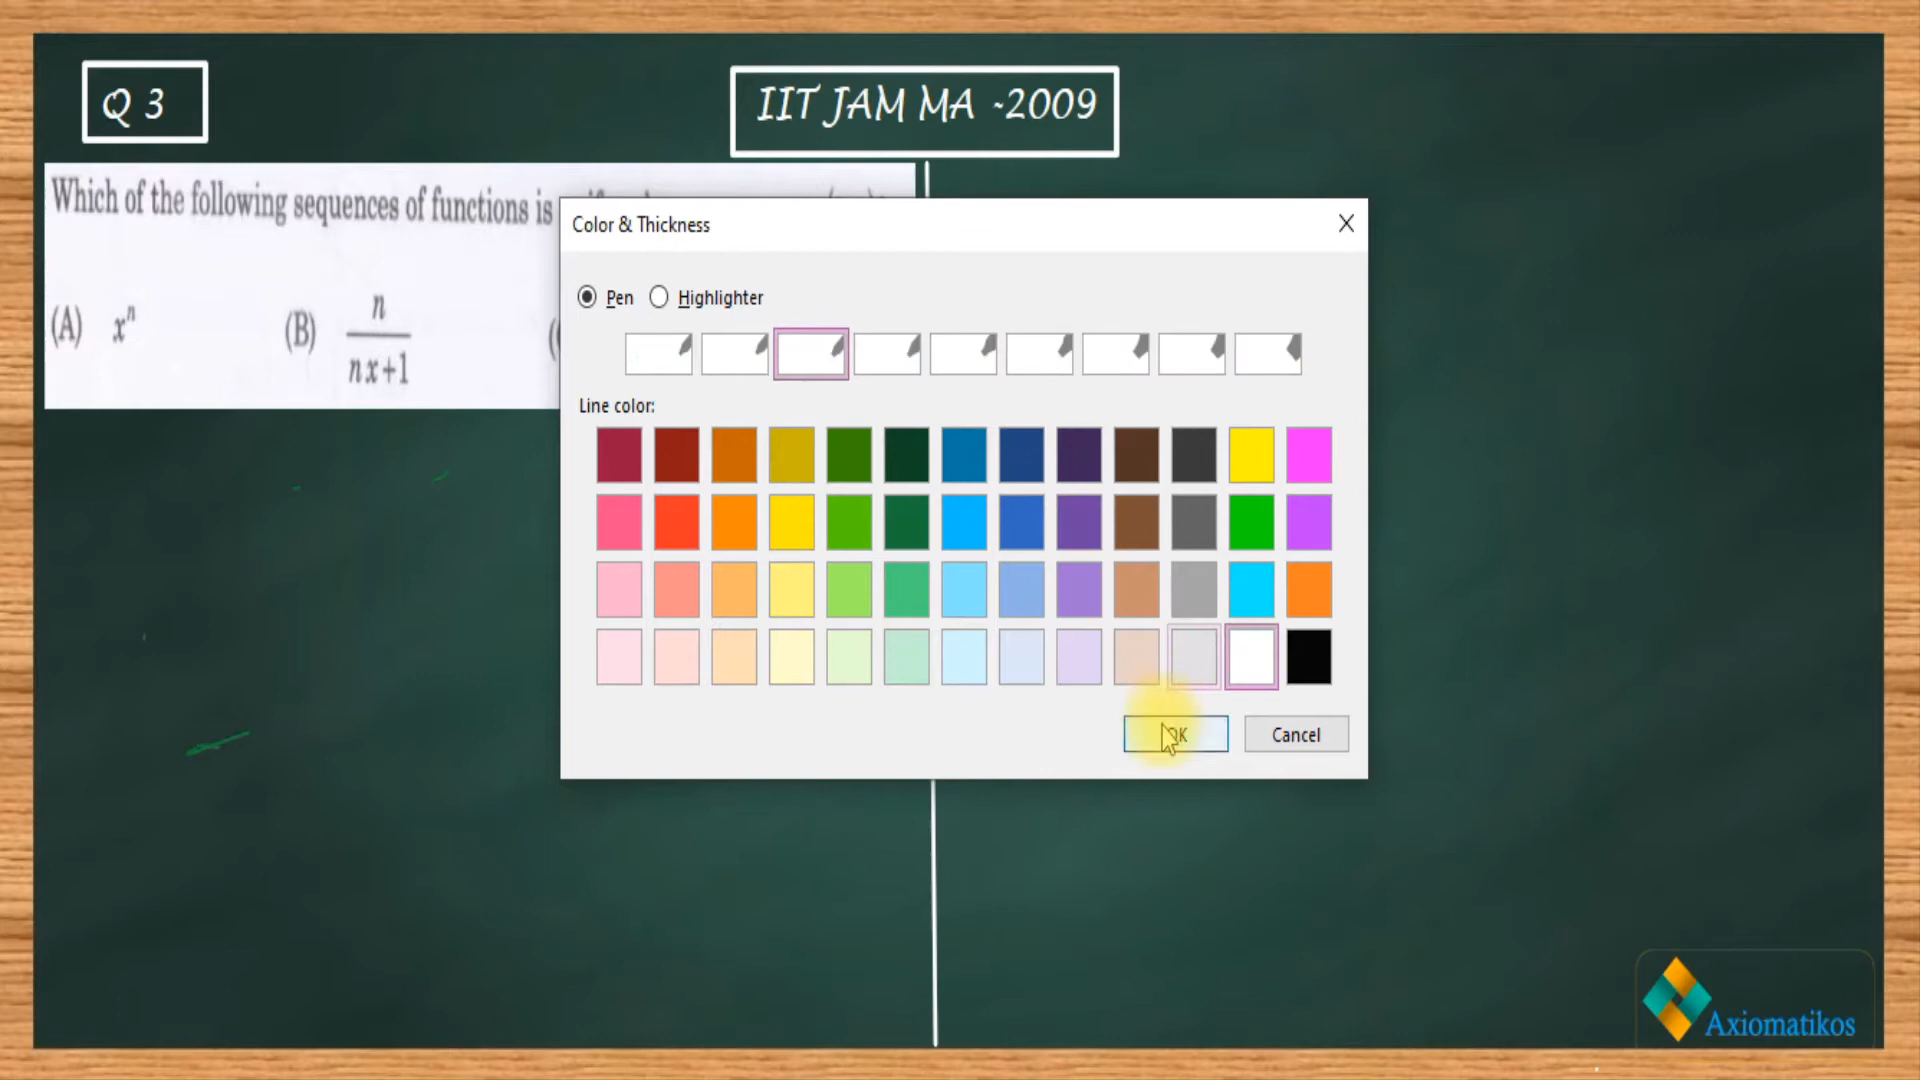 Q 3
IIT JAM MA -2009
Which of the following sequences of functions is
(A) xⁿ
(B) n
nx+1
Color & Thickness
Pen
Highlighter
Line color:
OK
Cancel
Axiomatikos